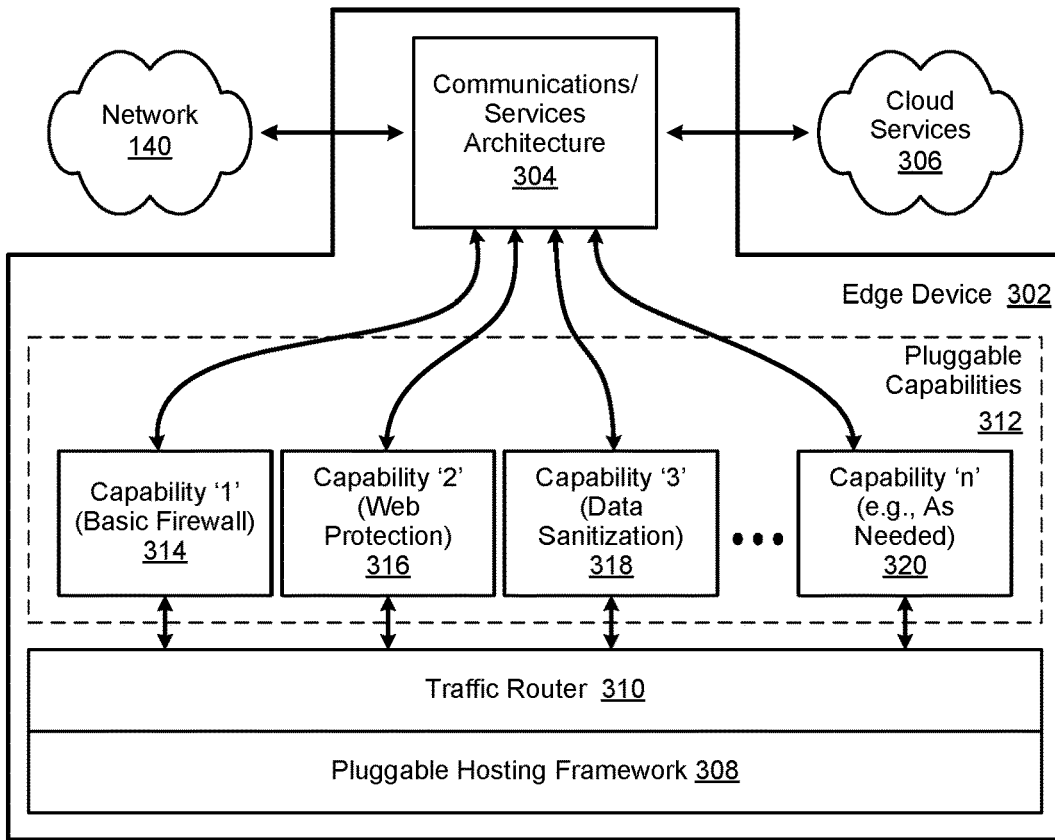 Network
140
Communications/
Services
Architecture
304
Cloud
Services
306
Edge Device 302
Pluggable
Capabilities
312
Capability ‘1’
(Basic Firewall)
314
Capability ‘2’
(Web
Protection)
316
Capability ‘3’
(Data
Sanitization)
318
Capability ‘n’
(e.g., As
Needed)
320
Traffic Router 310
Pluggable Hosting Framework 308